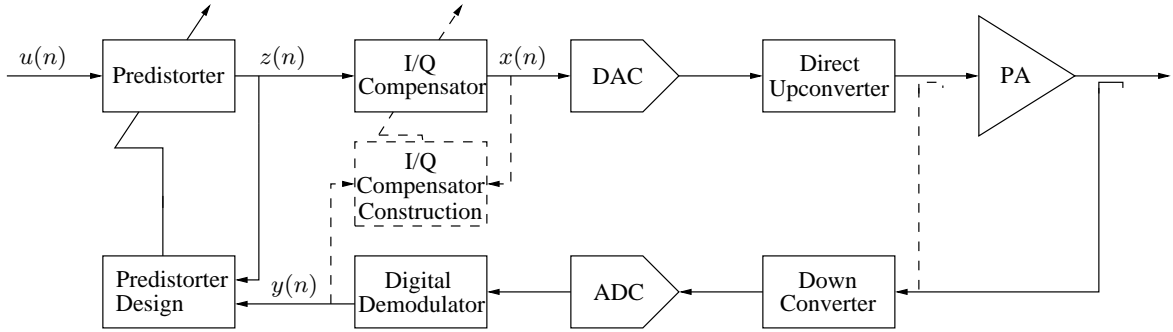 u(n)
Predistorter
z(n)
I/Q
Compensator
x(n)
DAC
Direct
Upconverter
PA
I/Q
Compensator
Construction
Predistorter
Design
y(n)
Digital
Demodulator
ADC
Down
Converter